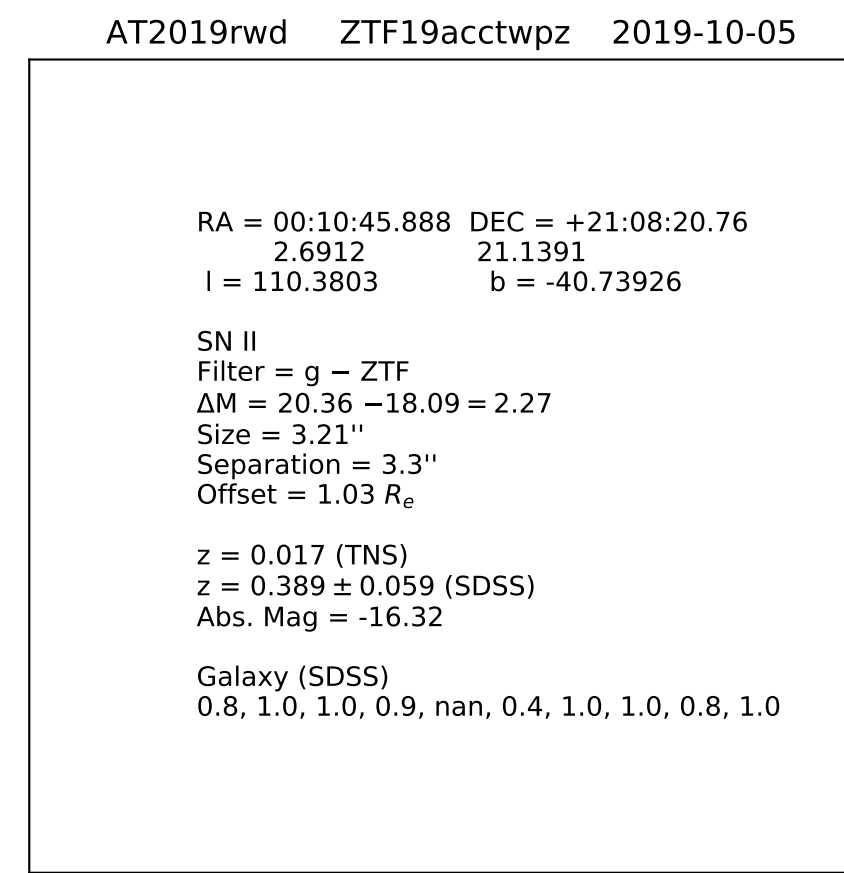 AT2019rwd ZTF19acctwpz 2019-10-05
RA = 00:10:45.888 DEC = +21:08:20.76
2.6912 21.1391
l = 110.3803 b = -40.73926
SN II
Filter = g − ZTF
ΔM = 20.36 −18.09 = 2.27
Size = 3.21''
Separation = 3.3''
Offset = 1.03 Rₑ
z = 0.017 (TNS)
z = 0.389 ± 0.059 (SDSS)
Abs. Mag = -16.32
Galaxy (SDSS)
0.8, 1.0, 1.0, 0.9, nan, 0.4, 1.0, 1.0, 0.8, 1.0